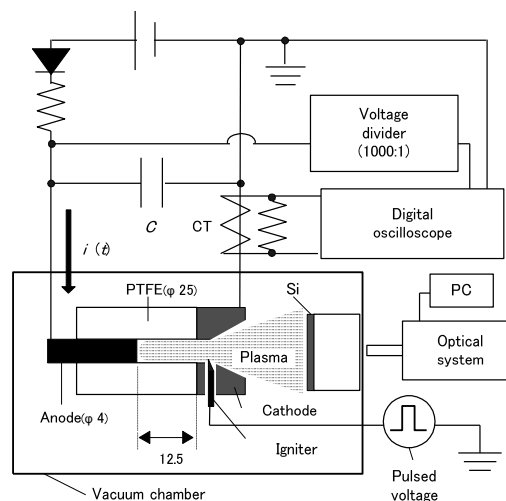 Voltage
divider
(1000:1)
C
CT
Digital
oscilloscope
i (t)
PTFE(φ 25)
Si
PC
Plasma
Optical
system
Anode(φ 4)
Cathode
Igniter
12.5
Pulsed
voltage
Vacuum chamber